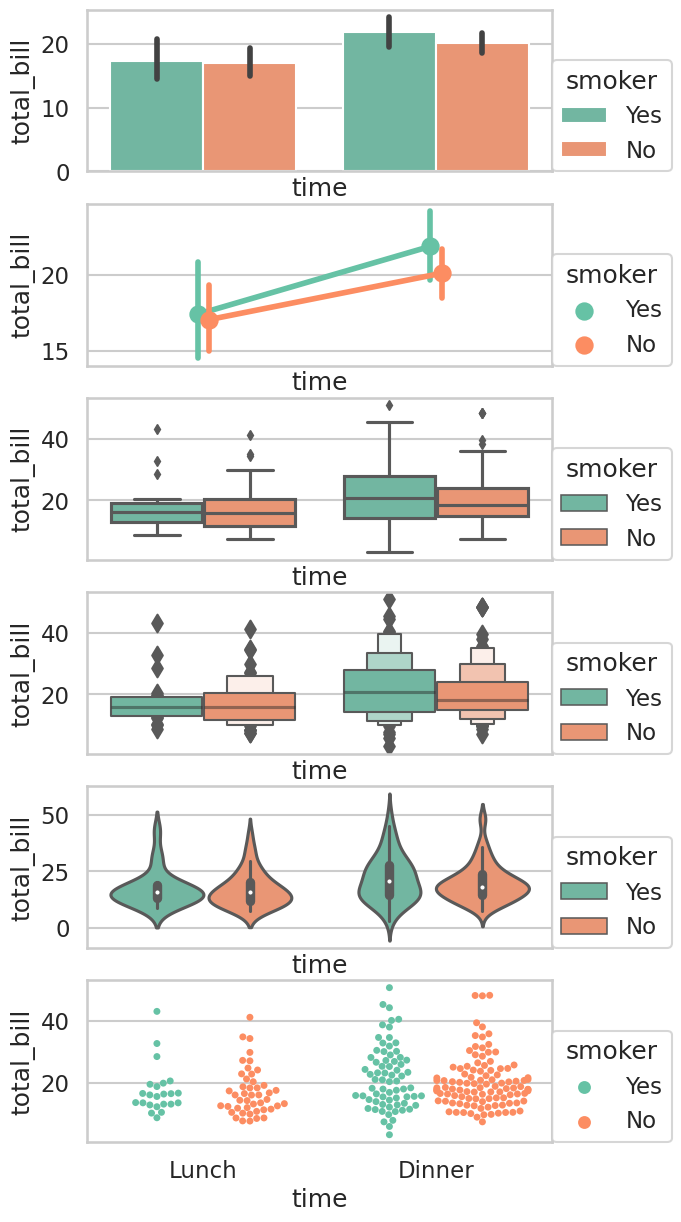 total_bill
20
10
0
time
smoker
Yes
No
total_bill
20
15
time
smoker
Yes
No
total_bill
40
20
time
smoker
Yes
No
total_bill
40
20
time
smoker
Yes
No
total_bill
50
25
0
time
smoker
Yes
No
total_bill
40
20
Lunch Dinner
time
smoker
Yes
No